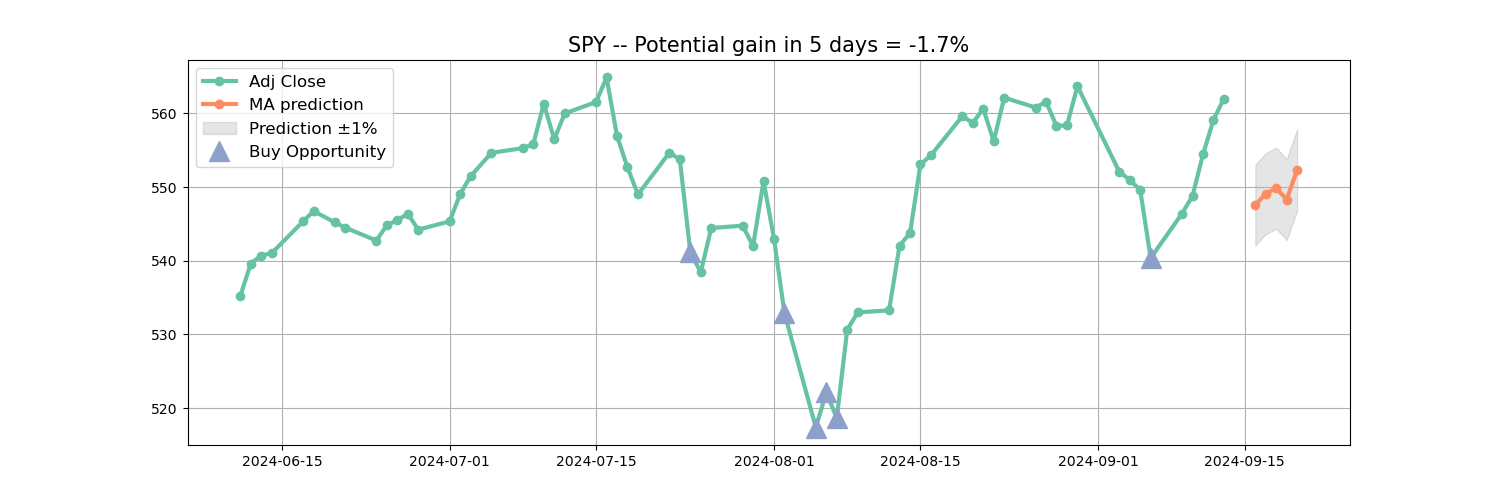 SPY -- Potential gain in 5 days = -1.7%
Adj Close
MA prediction
Prediction ±1%
Buy Opportunity
560
550
540
530
520
2024-06-15
2024-07-01
2024-07-15
2024-08-01
2024-08-15
2024-09-01
2024-09-15